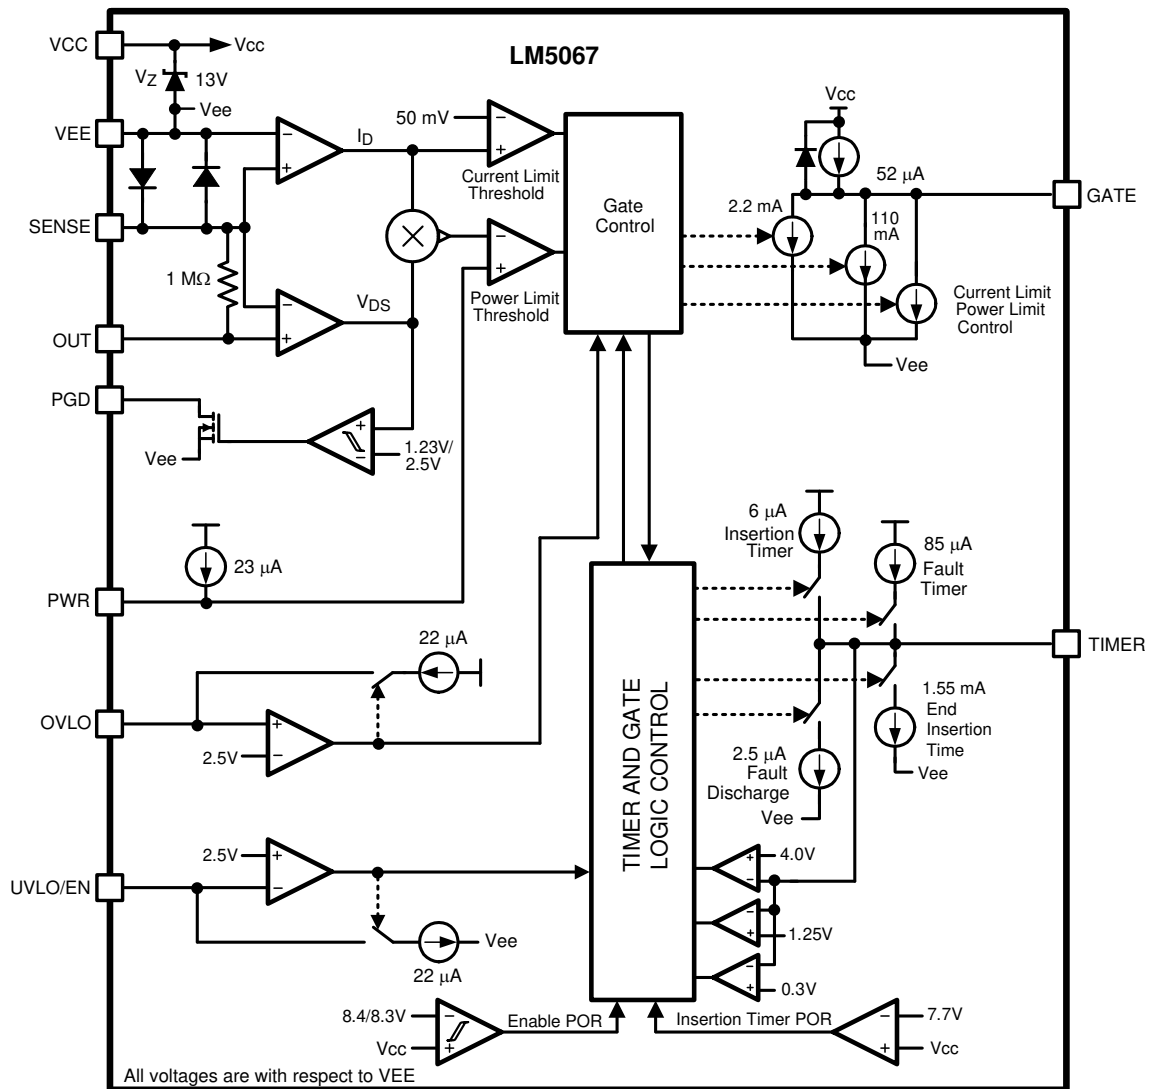 LM5067
VCC
Vcc
VZ 13V
Vee
VEE
SENSE
1 MΩ
OUT
PGD
Vee
−
+
ID
−
+
VDS
+
−
1.23V/
2.5V
50 mV
−
+
Current Limit
Threshold
−
+
Power Limit
Threshold
Gate
Control
Vcc
52 µA
2.2 mA
110
mA
GATE
Current Limit
Power Limit
Control
Vee
PWR
23 µA
OVLO
22 µA
+
−
2.5V
UVLO/EN
2.5V
+
−
Vee
22 µA
TIMER AND GATE
LOGIC CONTROL
6 µA
Insertion
Timer
85 µA
Fault
Timer
TIMER
1.55 mA
End
Insertion
Time
Vee
2.5 µA
Fault
Discharge
Vee
+
−
4.0V
−
+
1.25V
−
+
0.3V
8.4/8.3V
−
Vcc
+
Enable POR
Insertion Timer POR
−
7.7V
+
Vcc
All voltages are with respect to VEE